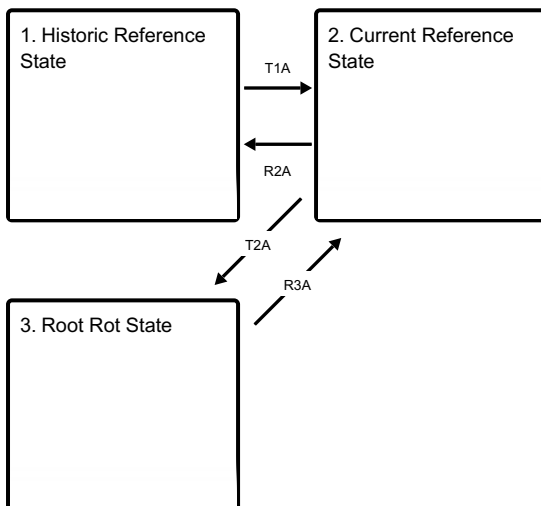 1. Historic Reference
State
2. Current Reference
State
T1A
R2A
T2A
R3A
3. Root Rot State